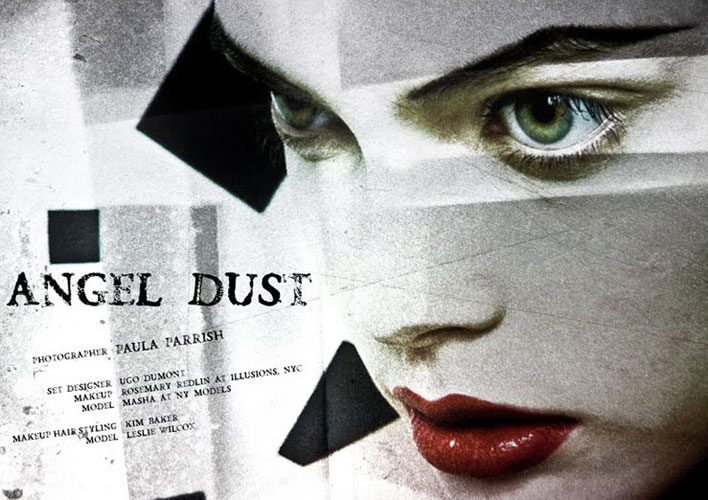 ANGEL DUST
PHOTOGRAPHER PAULA PARRISH
SET DESIGNER UGO DUMONT
MAKEUP ROSEMARY REDLIN AT ILLUSIONS, NYC
MODEL MASHA AT NY MODELS
MAKEUP HAIR STYLING KIM BAKER
MODEL LESLIE WILCOX